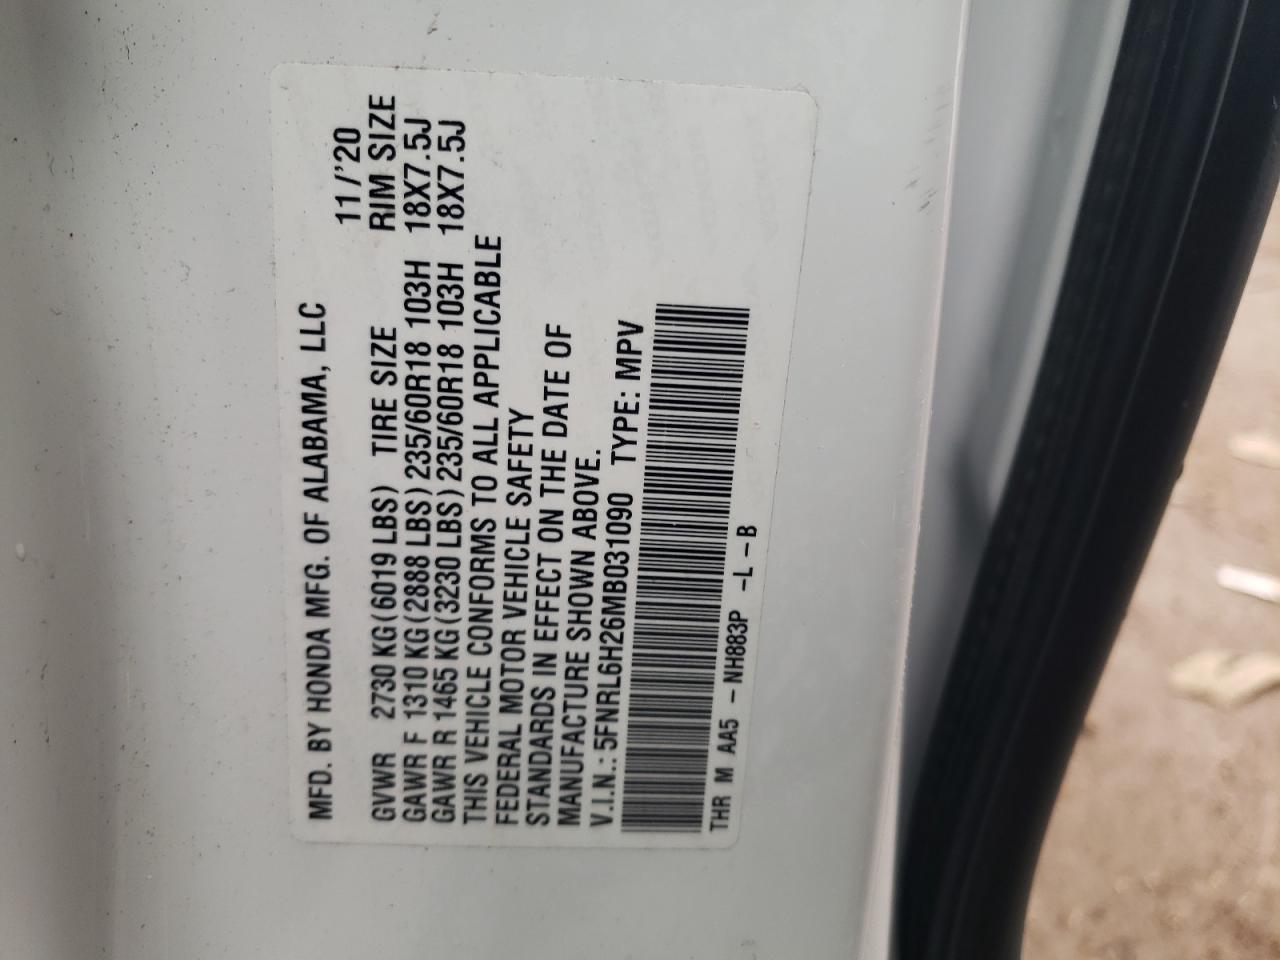 MFD. BY HONDA MFG. OF ALABAMA, LLC
11/'20
GVWR 2730 KG(6019 LBS) TIRE SIZE RIM SIZE
GAWR F 1310 KG(2888 LBS) 235/60R18 103H 18X7.5J
GAWR R 1465 KG(3230 LBS) 235/60R18 103H 18X7.5J
THIS VEHICLE CONFORMS TO ALL APPLICABLE
FEDERAL MOTOR VEHICLE SAFETY
STANDARDS IN EFFECT ON THE DATE OF
MANUFACTURE SHOWN ABOVE.
V.I.N.: 5FNRL6H26MB031090 TYPE: MPV
THR M AA5 -NH883P -L-B